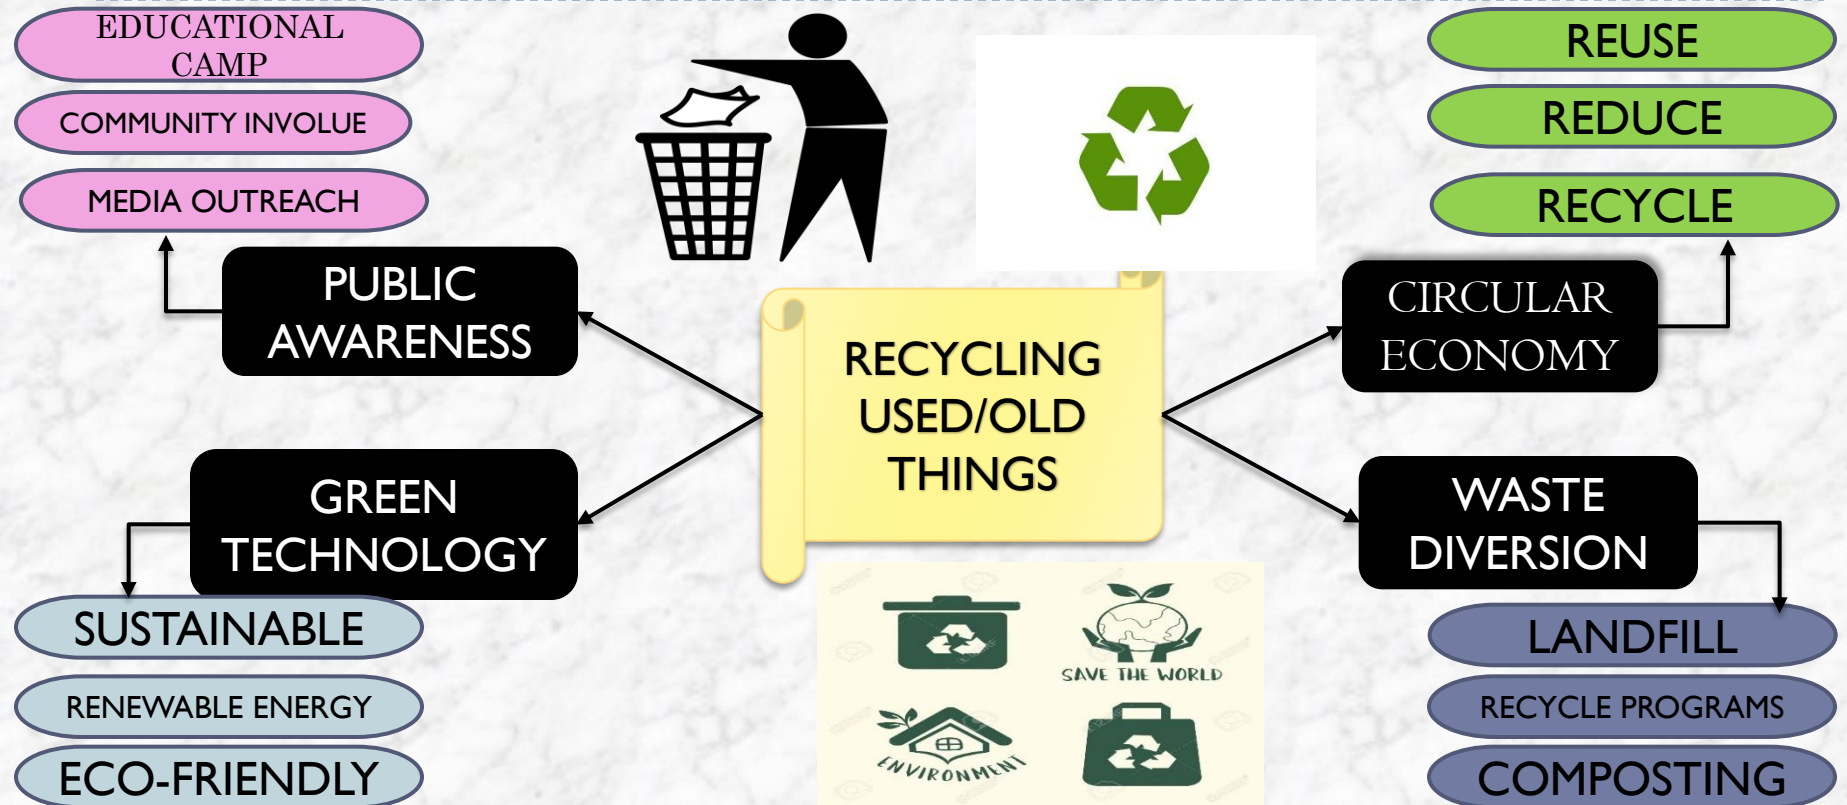 EDUCATIONAL
CAMP
COMMUNITY INVOLUE
MEDIA OUTREACH
PUBLIC
AWARENESS
GREEN
TECHNOLOGY
SUSTAINABLE
RENEWABLE ENERGY
ECO-FRIENDLY
RECYCLING
USED/OLD
THINGS
SAVE THE WORLD
ENVIRONMENT
REUSE
REDUCE
RECYCLE
CIRCULAR
ECONOMY
WASTE
DIVERSION
LANDFILL
RECYCLE PROGRAMS
COMPOSTING